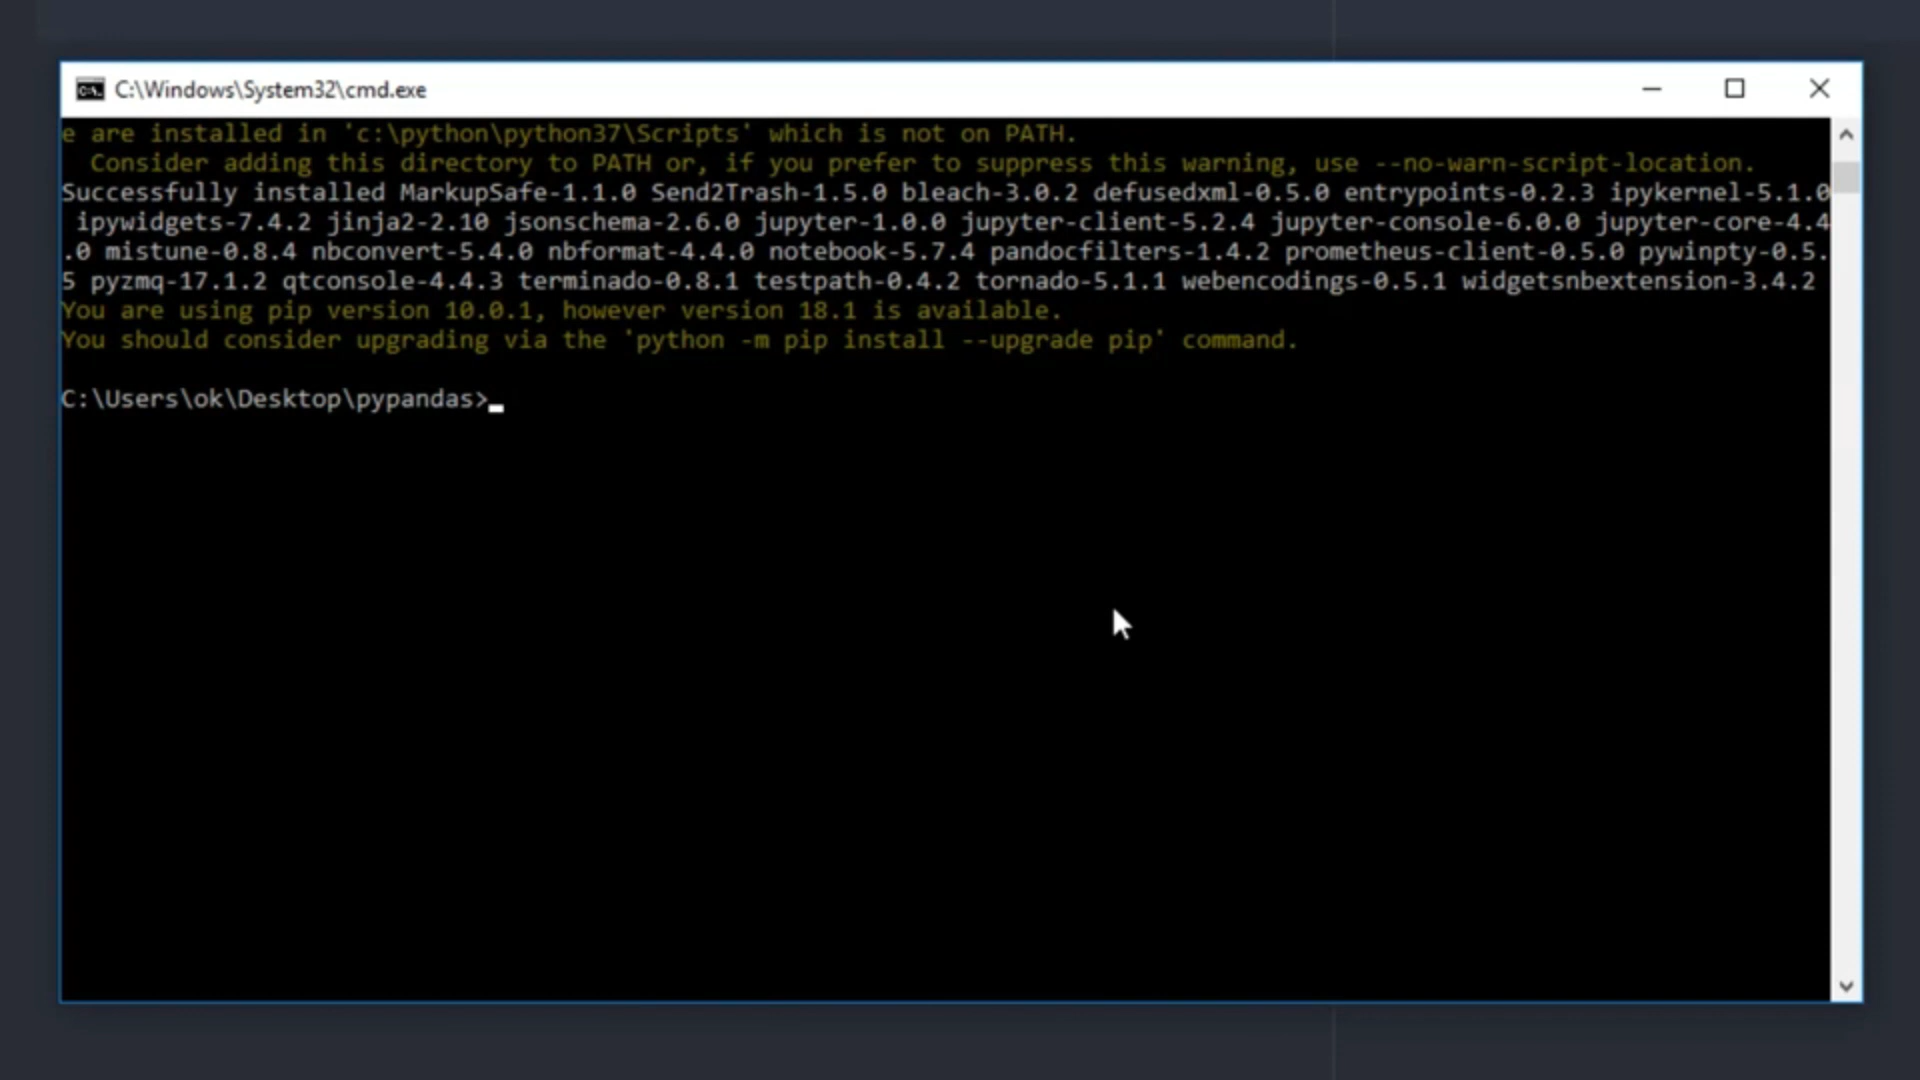 C:\Windows\System32\cmd.exe
e are installed in 'c:\python\python37\Scripts' which is not on PATH.
Consider adding this directory to PATH or, if you prefer to suppress this warning, use --no-warn-script-location.
Successfully installed MarkupSafe-1.1.0 Send2Trash-1.5.0 bleach-3.0.2 defusedxml-0.5.0 entrypoints-0.2.3 ipykernel-5.1.0
ipywidgets-7.4.2 jinja2-2.10 jsonschema-2.6.0 jupyter-1.0.0 jupyter-client-5.2.4 jupyter-console-6.0.0 jupyter-core-4.4
.0 mistune-0.8.4 nbconvert-5.4.0 nbformat-4.4.0 notebook-5.7.4 pandocfilters-1.4.2 prometheus-client-0.5.0 pywinpty-0.5.
5 pyzmq-17.1.2 qtconsole-4.4.3 terminado-0.8.1 testpath-0.4.2 tornado-5.1.1 webencodings-0.5.1 widgetsnbextension-3.4.2
You are using pip version 10.0.1, however version 18.1 is available.
You should consider upgrading via the 'python -m pip install --upgrade pip' command.
C:\Users\ok\Desktop\pypandas>